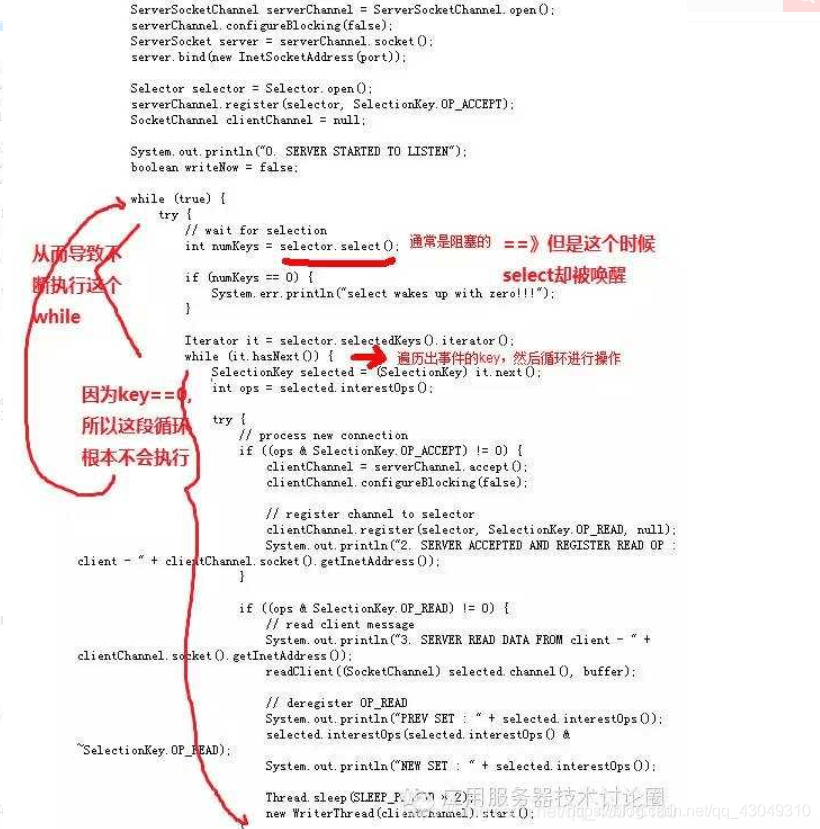 ServerSocketChannel serverChannel = ServerSocketChannel.open();
serverChannel.configureBlocking(false);
ServerSocket server = serverChannel.socket();
server.bind(new InetSocketAddress(port));
Selector selector = Selector.open();
serverChannel.register(selector, SelectionKey.OP_ACCEPT);
SocketChannel clientChannel = null;
System.out.println("0. SERVER STARTED TO LISTEN");
boolean writeNow = false;
while (true) {
try {
// wait for selection
int numKeys = selector.select(); 通常是阻塞的 ==》但是这个时候
select却被唤醒
从而导致不
断执行这个
while
if (numKeys == 0) {
System.err.println("select wakes up with zero!!!");
}
Iterator it = selector.selectedKeys().iterator();
while (it.hasNext()) { 遍历出事件的key，然后循环进行操作
SelectionKey selected = (SelectionKey) it.next();
int ops = selected.interestOps();
因为key==0,
所以这段循环
根本不会执行
try {
// process new connection
if ((ops & SelectionKey.OP_ACCEPT) != 0) {
clientChannel = serverChannel.accept();
clientChannel.configureBlocking(false);
// register channel to selector
clientChannel.register(selector, SelectionKey.OP_READ, null);
System.out.println("2. SERVER ACCEPTED AND REGISTER READ OP :
client - " + clientChannel.socket().getInetAddress());
}
if ((ops & SelectionKey.OP_READ) != 0) {
// read client message
System.out.println("3. SERVER READ DATA FROM client - " +
clientChannel.socket().getInetAddress());
readClient((SocketChannel) selected.channel(), buffer);
// deregister OP_READ
System.out.println("PREV SET : " + selected.interestOps());
selected.interestOps(selected.interestOps() &
~SelectionKey.OP_READ);
System.out.println("NEW SET : " + selected.interestOps());
Thread.sleep(SLEEP_PERIOD * 2);
new WriterThread(clientChannel).start();
应用服务器技术讨论圈
blog.csdn.net/qq_43049310